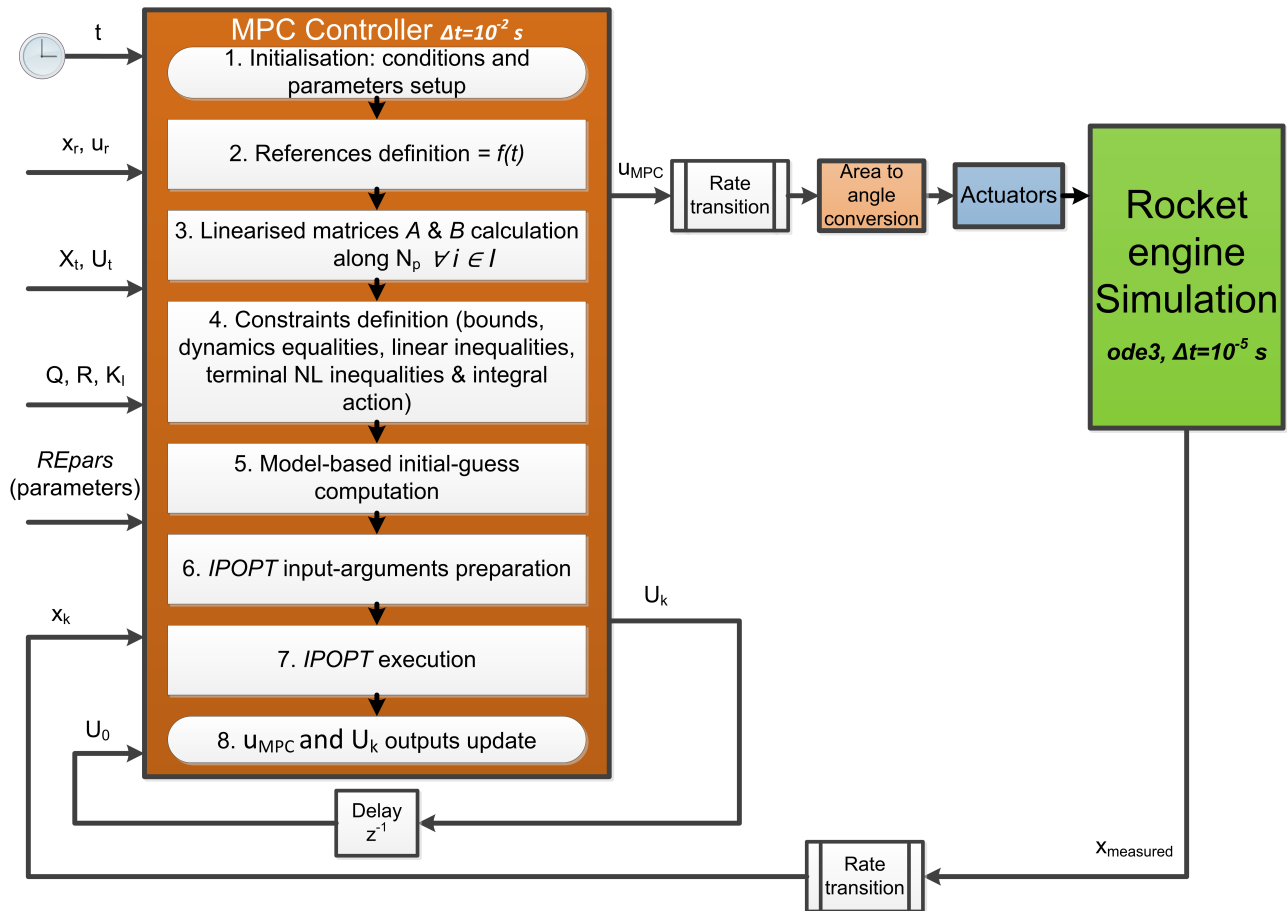 MPC Controller Δt=10⁻² s
t
1. Initialisation: conditions and
parameters setup
xᵣ, uᵣ
2. References definition = f(t)
3. Linearised matrices A & B calculation
along Nₚ ∀ i ∈ I
Xₜ, Uₜ
4. Constraints definition (bounds,
dynamics equalities, linear inequalities,
terminal NL inequalities & integral
action)
Q, R, K_I
REpars
(parameters)
5. Model-based initial-guess
computation
6. IPOPT input-arguments preparation
xₖ
7. IPOPT execution
U₀
8. u_MPC and Uₖ outputs update
Uₖ
Delay
z⁻¹
u_MPC
Rate
transition
Area to
angle
conversion
Actuators
Rocket
engine
Simulation
ode3, Δt=10⁻⁵ s
x_measured
Rate
transition